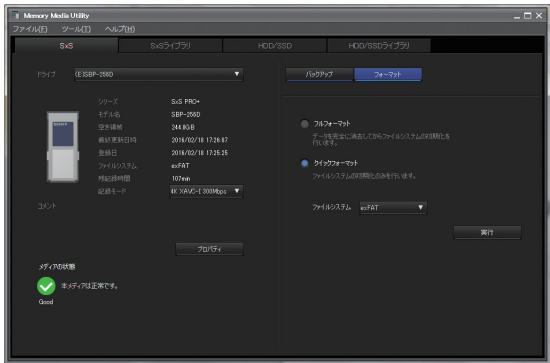 Memory Media Utility
ファイル(F) ツール(T) ヘルプ(H)
SxS SxSライブラリ HDD/SSD HDD/SSDライブラリ
ドライブ (E:)SBP-256D
バックアップ フォーマット
シリーズ SxS PRO+
モデル名 SBP-256D
空き領域 244.0GiB
最終更新日時 2016/02/18 17:26:07
登録日 2016/02/18 17:25:25
ファイルシステム exFAT
残記録時間 107min
記録モード 4K XAVC-I 300Mbps
コメント
プロパティ
メディアの状態
本メディアは正常です。
Good
フルフォーマット
データを完全に消去してからファイルシステムの初期化を
行います。
クイックフォーマット
ファイルシステムの初期化のみを行います。
ファイルシステム exFAT
実行